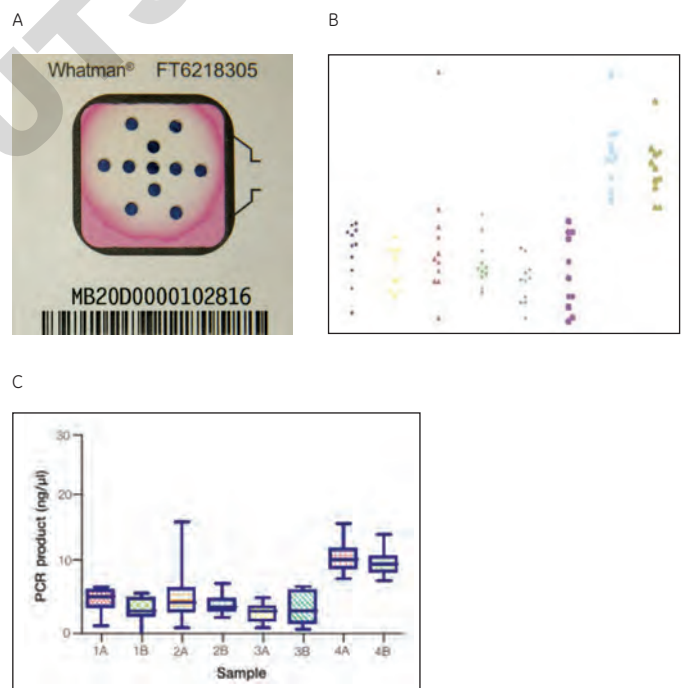 A
B
Whatman® FT6218305
MB20D0000102816
C
30
20
10
0
PCR product (ng/µl)
1A 1B 2A 2B 3A 3B 4A 4B
Sample